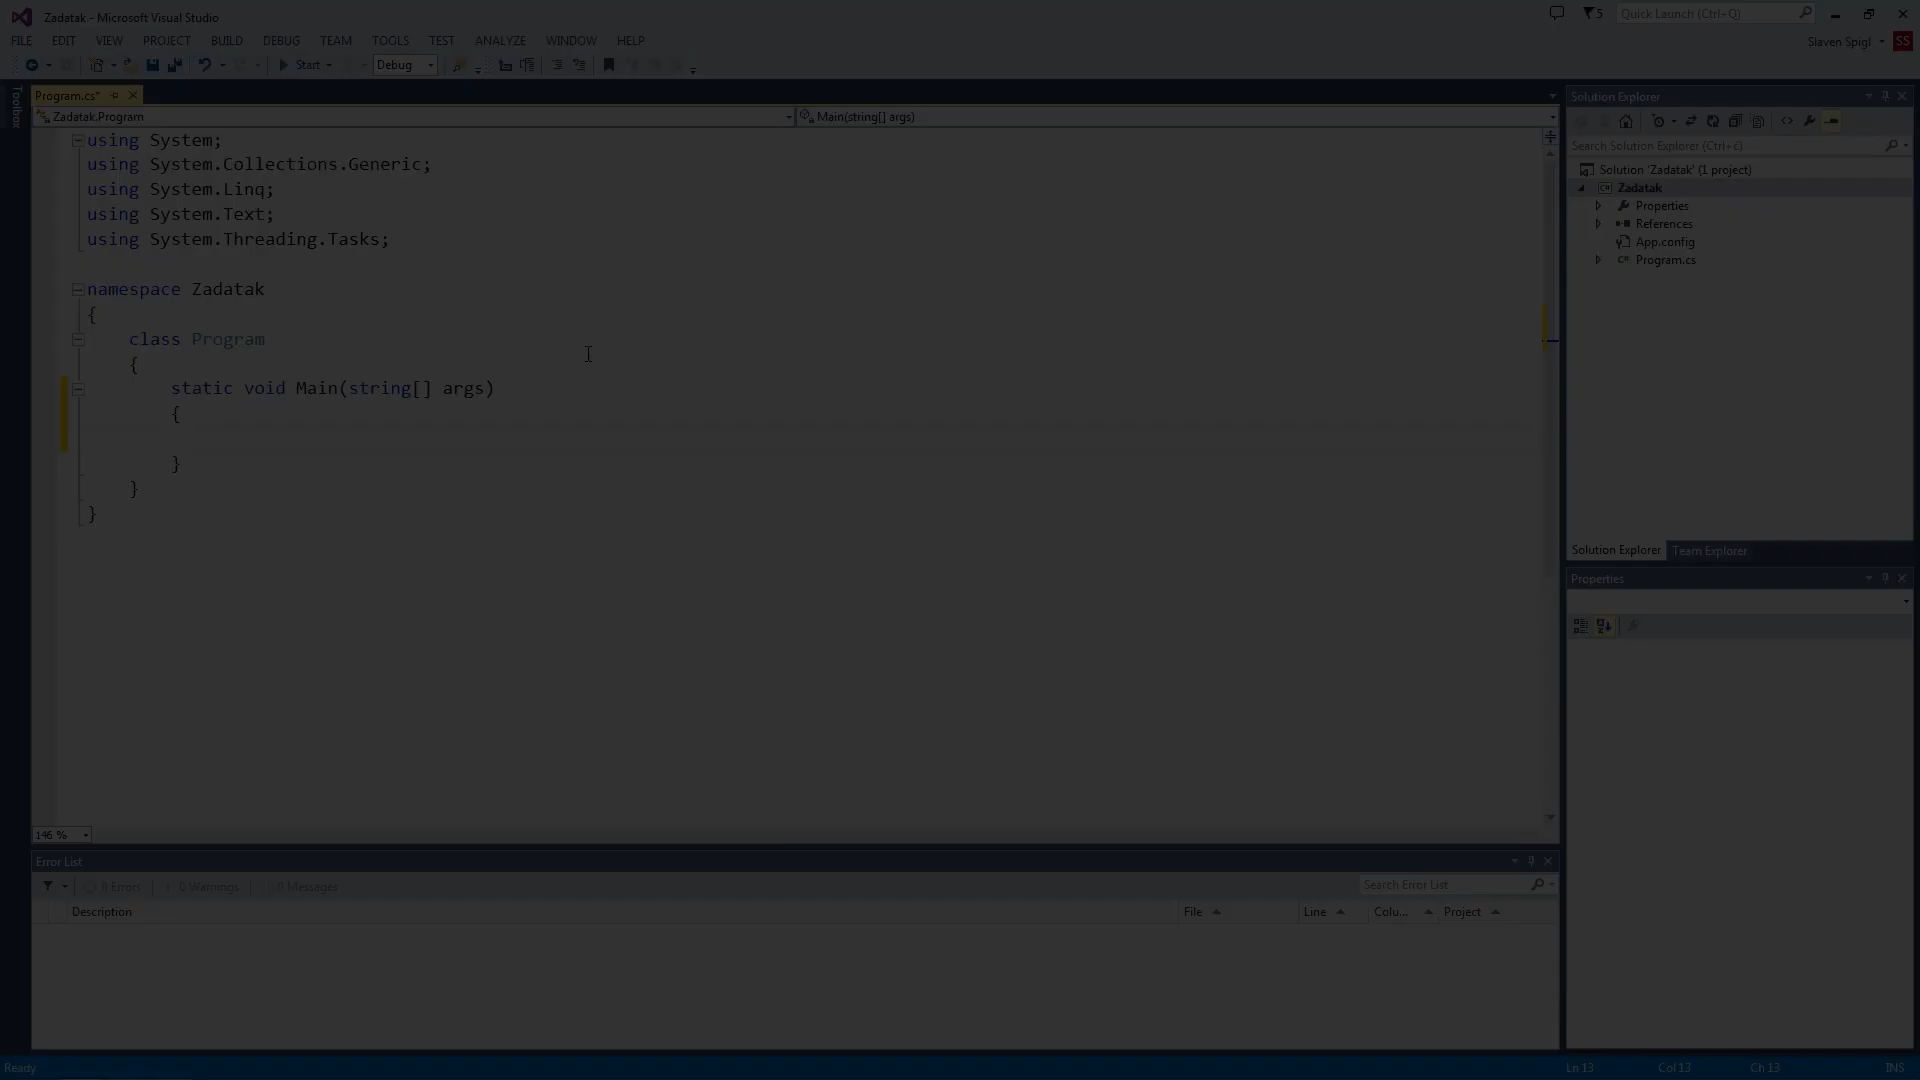 Zadatak - Microsoft Visual Studio
5
Quick Launch (Ctrl+Q)
FILE EDIT VIEW PROJECT BUILD DEBUG TEAM TOOLS TEST ANALYZE WINDOW HELP
Slaven Spigl SS
Start Debug
Toolbox
Program.cs*
Zadatak.Program
Main(string[] args)
using System;
using System.Collections.Generic;
using System.Linq;
using System.Text;
using System.Threading.Tasks;
namespace Zadatak
{
class Program
{
static void Main(string[] args)
{
}
}
}
146 %
Solution Explorer
Search Solution Explorer (Ctrl+č)
Solution 'Zadatak' (1 project)
Zadatak
Properties
References
App.config
Program.cs
Solution Explorer Team Explorer
Properties
Error List
0 Errors 0 Warnings 0 Messages
Search Error List
Description File Line Colu... Project
Ready Ln 13 Col 13 Ch 13 INS